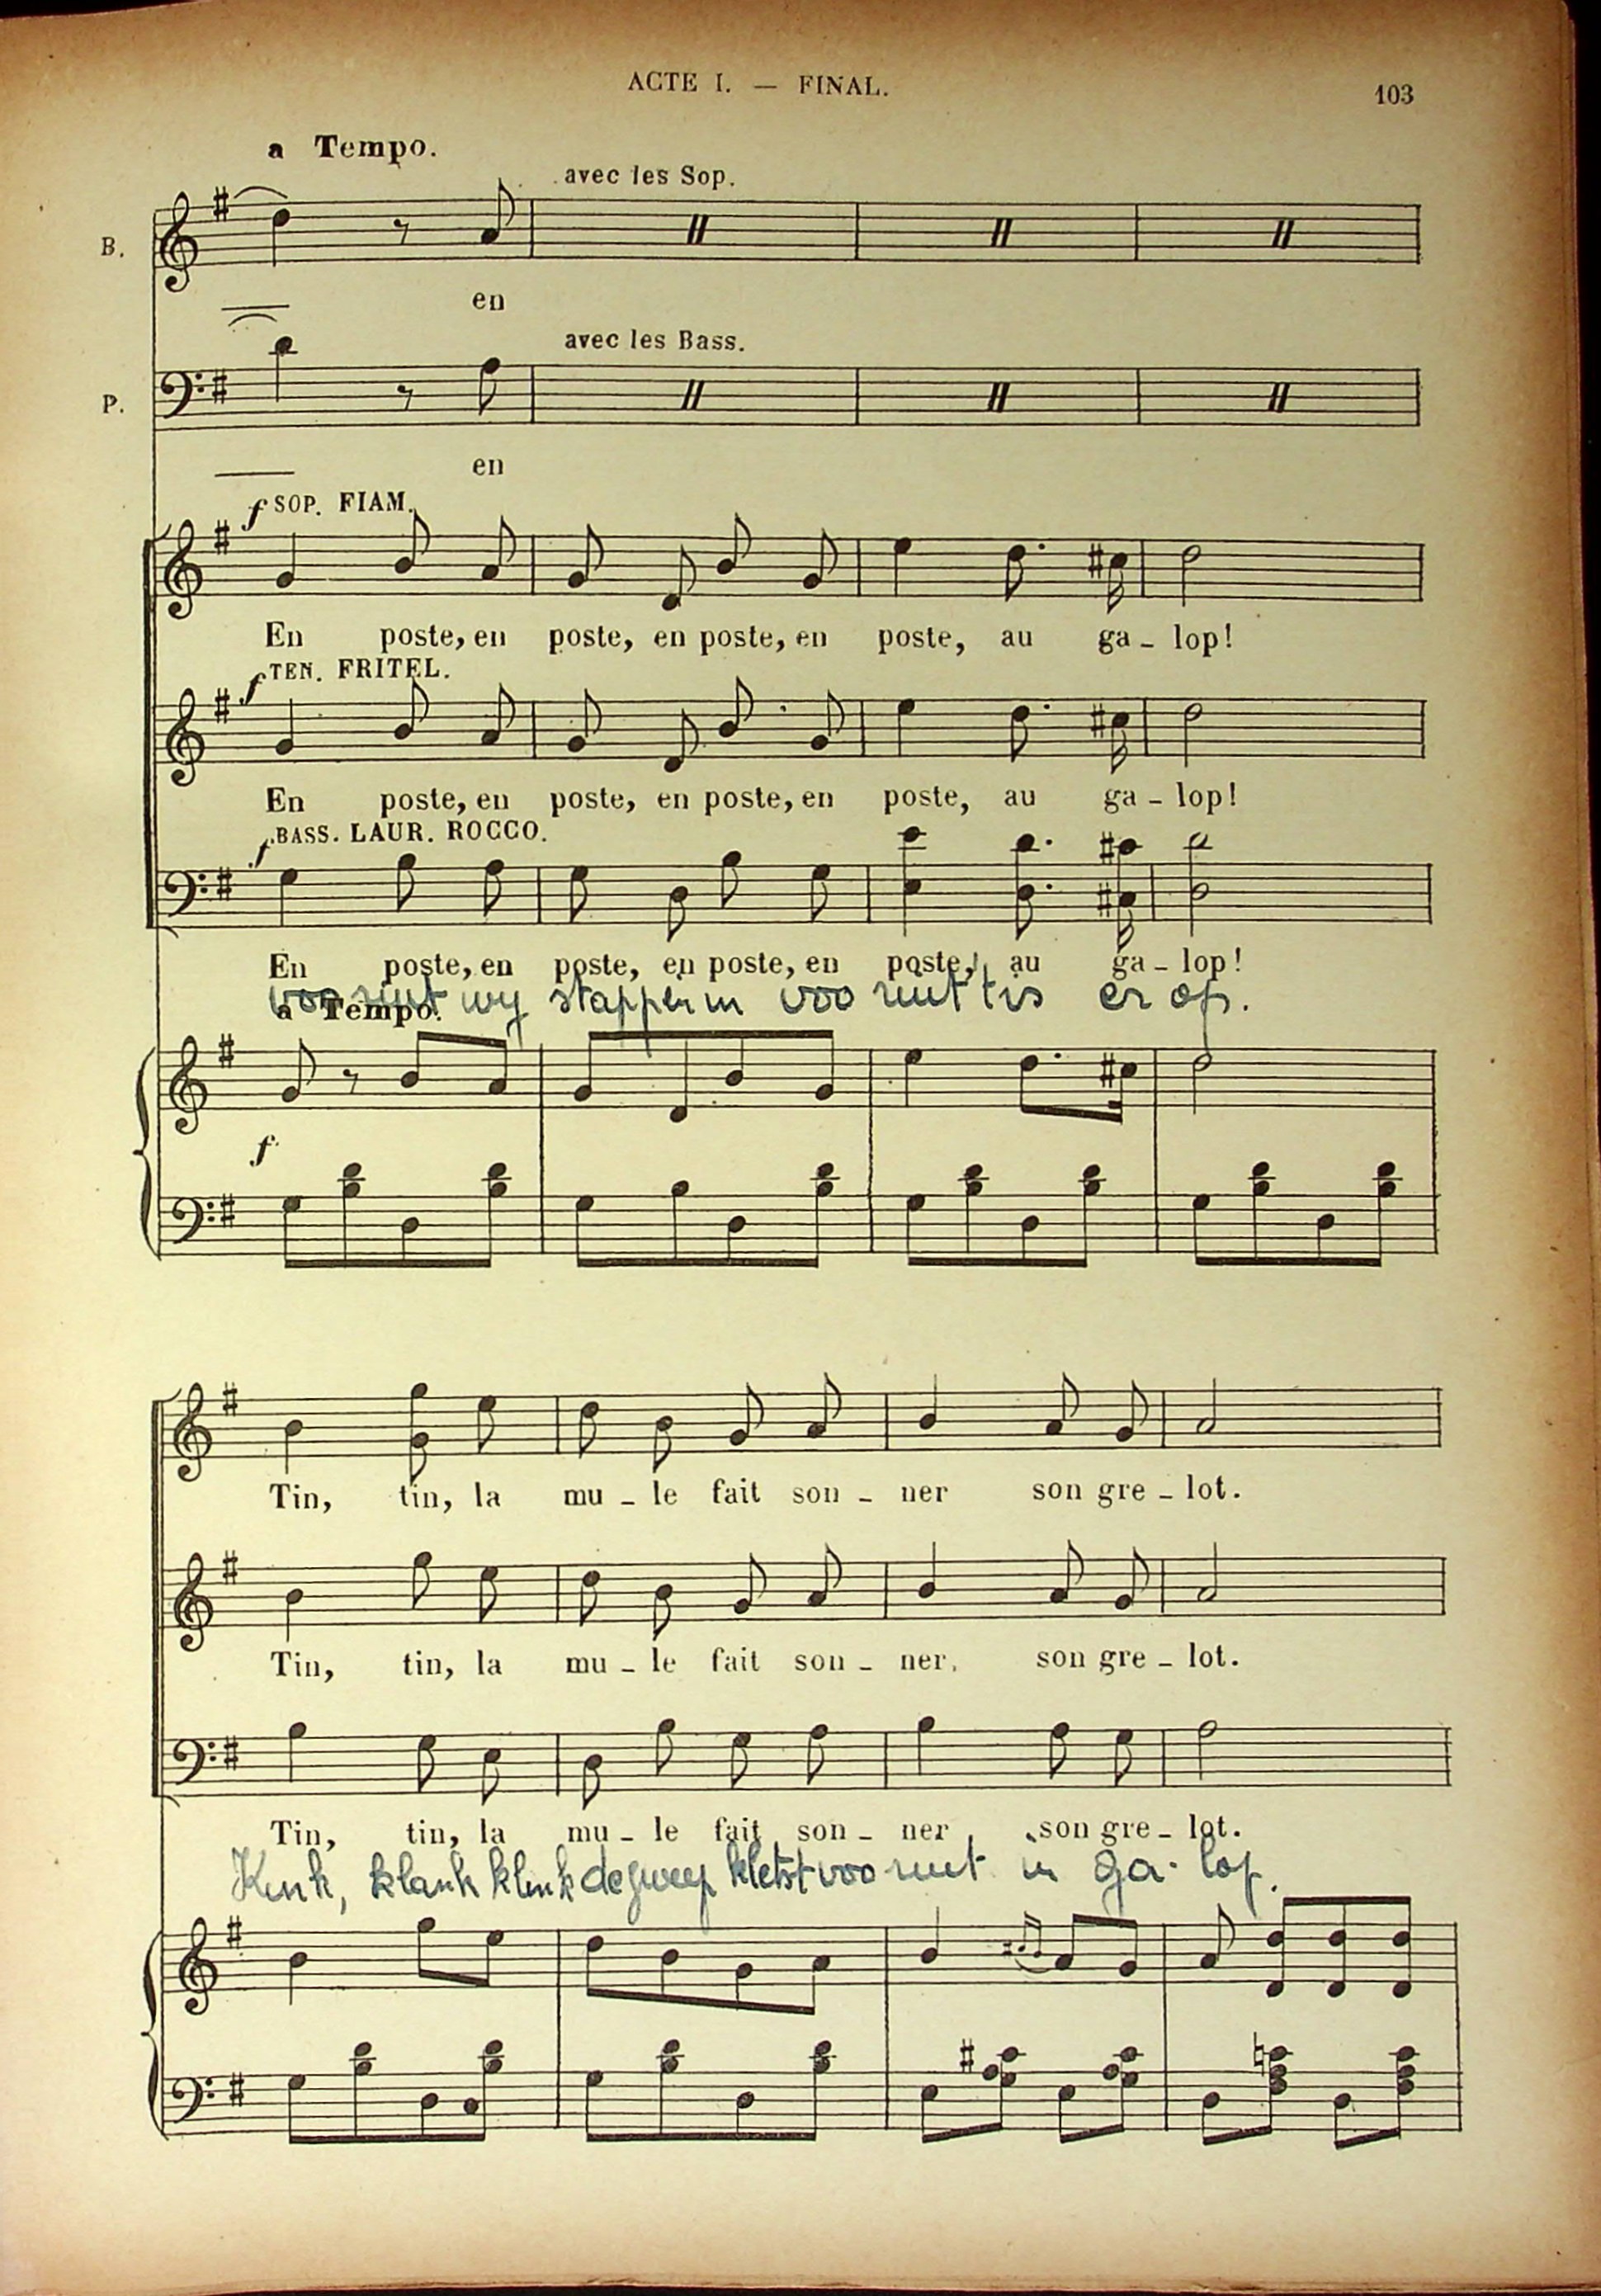 ACTE I. — FINAL.
103
a Tempo.
avec les Sop.
B.
en
avec les Bass.
P.
en
f SOP. FIAM.
En poste, en poste, en poste, en poste, au ga - lop!
f TEN. FRITEL.
En poste, en poste, en poste, en poste, au ga - lop!
f BASS. LAUR. ROCCO.
En poste, en poste, en poste, en poste, au ga - lop!
voo ruut wy stappen in voo ruut tis er op.
a Tempo.
f
Tin, tin, la mu - le fait son - ner son gre - lot.
Tin, tin, la mu - le fait son - ner, son gre - lot.
Tin, tin, la mu - le fait son - ner son gre - lot.
klank klink de zweep kletst voo ruut in ga - lop.